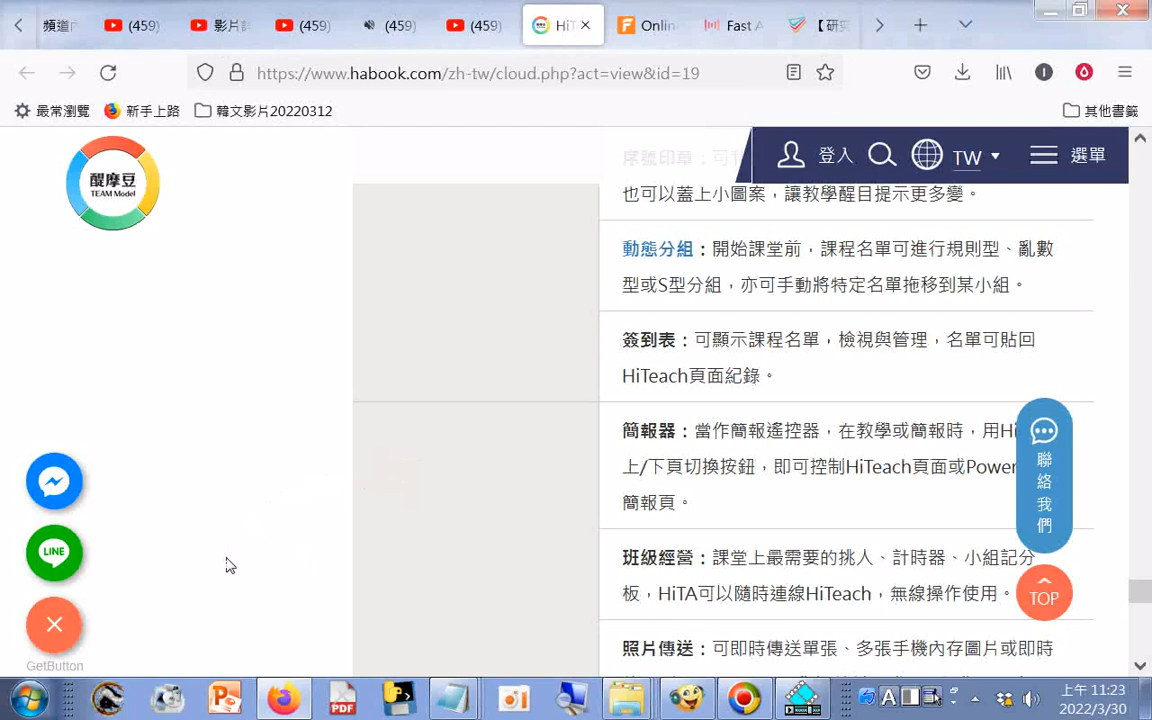 頻道
(459)
影片
(459)
(459)
(459)
HiT
Onlin
Fast A
【研
https://www.habook.com/zh-tw/cloud.php?act=view&id=19
最常瀏覽
新手上路
韓文影片20220312
其他書籤
醍摩豆
TEAM Model
登入
TW
選單
序號印章：可
也可以蓋上小圖案，讓教學醒目提示更多變。
動態分組：開始課堂前，課程名單可進行規則型、亂數
型或S型分組，亦可手動將特定名單拖移到某小組。
簽到表：可顯示課程名單，檢視與管理，名單可貼回
HiTeach頁面紀錄。
簡報器：當作簡報遙控器，在教學或簡報時，用Hi
上/下頁切換按鈕，即可控制HiTeach頁面或Power
簡報頁。
班級經營：課堂上最需要的挑人、計時器、小組記分
板，HiTA可以隨時連線HiTeach，無線操作使用。
照片傳送：可即時傳送單張、多張手機內存圖片或即時
聯絡我們
TOP
LINE
GetButton
PDF
A
上午 11:23
2022/3/30